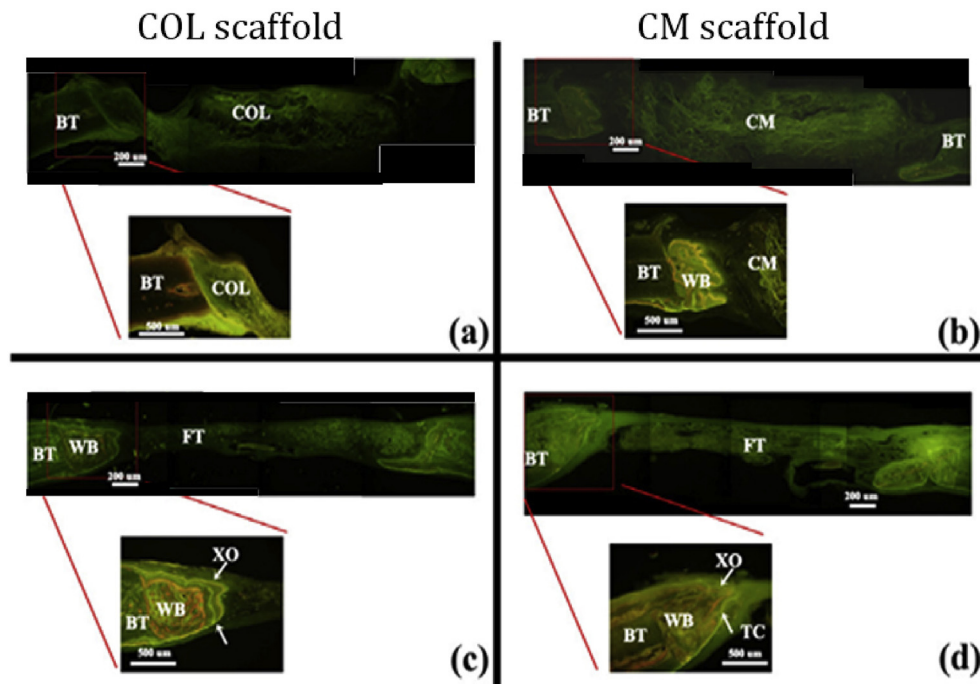 COL scaffold
CM scaffold
BT
COL
200 um
BT
COL
500 um
(a)
BT
CM
BT
200 um
BT
WB
CM
500 um
(b)
BT
WB
FT
200 um
XO
WB
BT
500 um
(c)
BT
FT
200 um
XO
WB
BT
TC
500 um
(d)